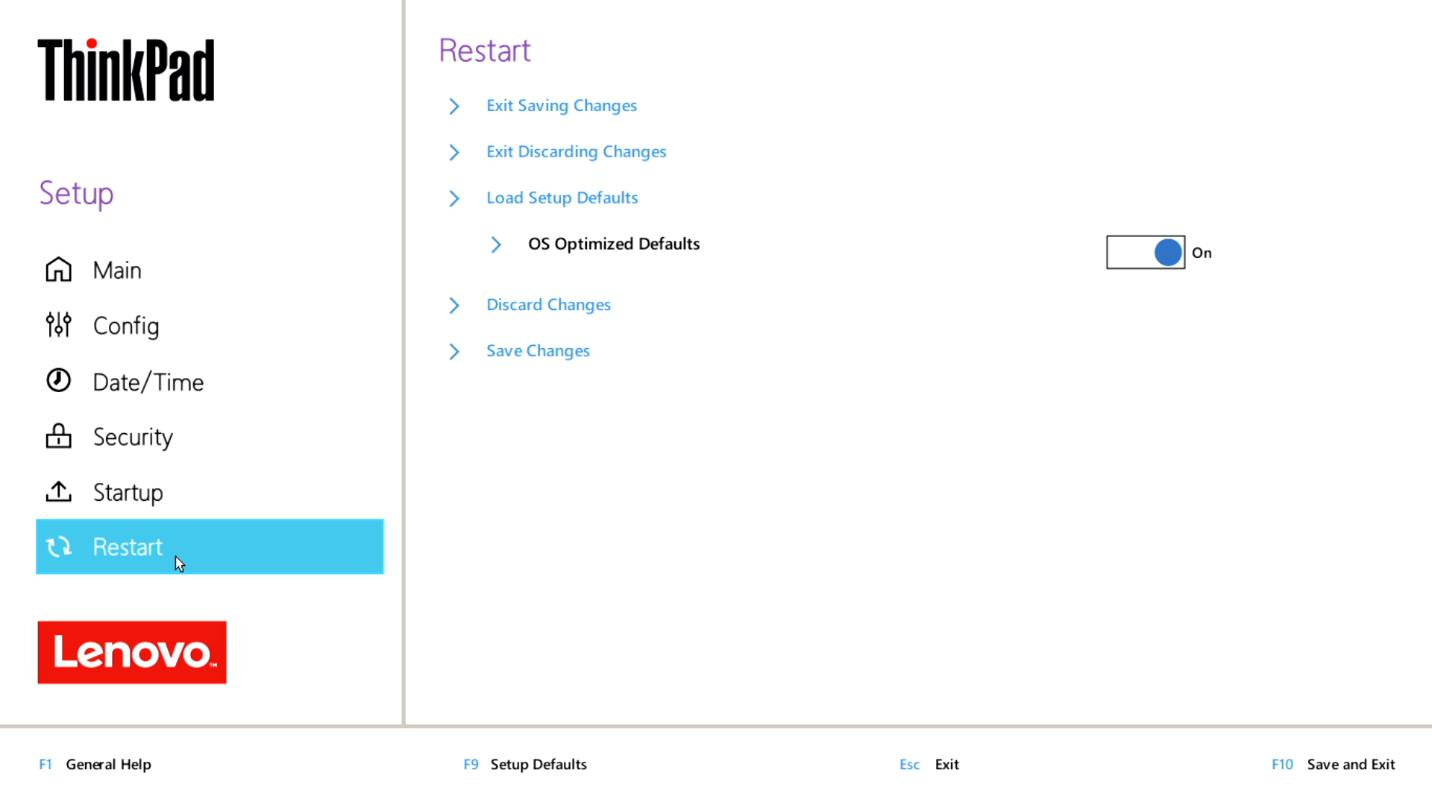 ThinkPad
Setup
Main
Config
Date/Time
Security
Startup
Restart
Lenovo™
Restart
Exit Saving Changes
Exit Discarding Changes
Load Setup Defaults
OS Optimized Defaults On
Discard Changes
Save Changes
F1 General Help F9 Setup Defaults Esc Exit F10 Save and Exit